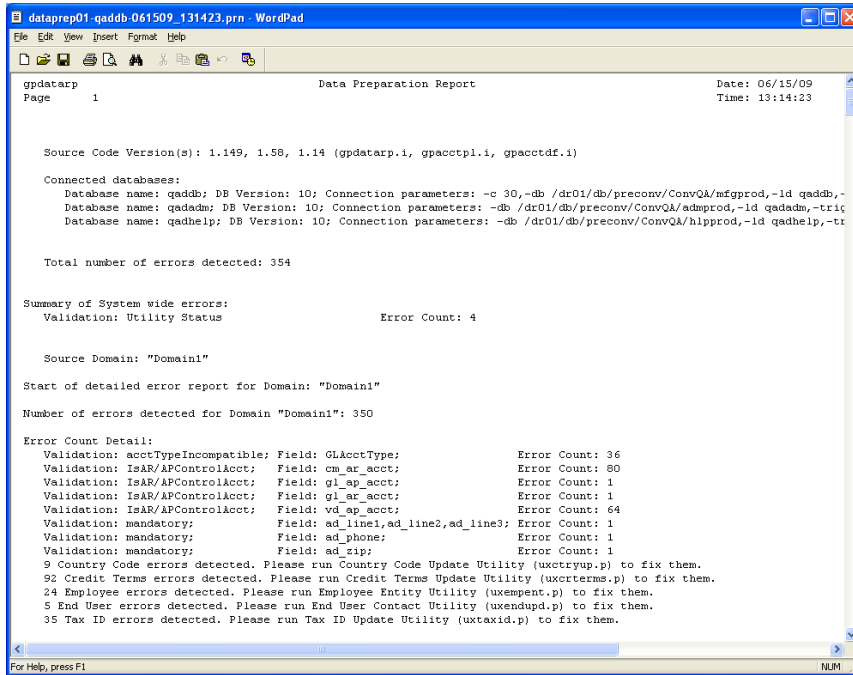 dataprep01-qaddb-061509_131423.prn - WordPad
File Edit View Insert Format Help
gpdatarp Data Preparation Report Date: 06/15/09
Page 1 Time: 13:14:23
Source Code Version(s): 1.149, 1.58, 1.14 (gpdatarp.i, gpacctpl.i, gpacctdf.i)
Connected databases:
Database name: qaddb; DB Version: 10; Connection parameters: -c 30,-db /dr01/db/preconv/ConvQA/mfgprod,-ld qaddb,-
Database name: qadadm; DB Version: 10; Connection parameters: -db /dr01/db/preconv/ConvQA/admprod,-ld qadadm,-trig
Database name: qadhelp; DB Version: 10; Connection parameters: -db /dr01/db/preconv/ConvQA/hlpprod,-ld qadhelp,-tr
Total number of errors detected: 354
Summary of System wide errors:
Validation: Utility Status Error Count: 4
Source Domain: "Domain1"
Start of detailed error report for Domain: "Domain1"
Number of errors detected for Domain "Domain1": 350
Error Count Detail:
Validation: acctTypeIncompatible; Field: GLAcctType; Error Count: 36
Validation: IsAR/APControlAcct; Field: cm_ar_acct; Error Count: 80
Validation: IsAR/APControlAcct; Field: gl_ap_acct; Error Count: 1
Validation: IsAR/APControlAcct; Field: gl_ar_acct; Error Count: 1
Validation: IsAR/APControlAcct; Field: vd_ap_acct; Error Count: 64
Validation: mandatory; Field: ad_line1,ad_line2,ad_line3; Error Count: 1
Validation: mandatory; Field: ad_phone; Error Count: 1
Validation: mandatory; Field: ad_zip; Error Count: 1
9 Country Code errors detected. Please run Country Code Update Utility (uxctryup.p) to fix them.
92 Credit Terms errors detected. Please run Credit Terms Update Utility (uxcrterms.p) to fix them.
24 Employee errors detected. Please run Employee Entity Utility (uxempent.p) to fix them.
5 End User errors detected. Please run End User Contact Utility (uxendupd.p) to fix them.
35 Tax ID errors detected. Please run Tax ID Update Utility (uxtaxid.p) to fix them.
For Help, press F1 NUM